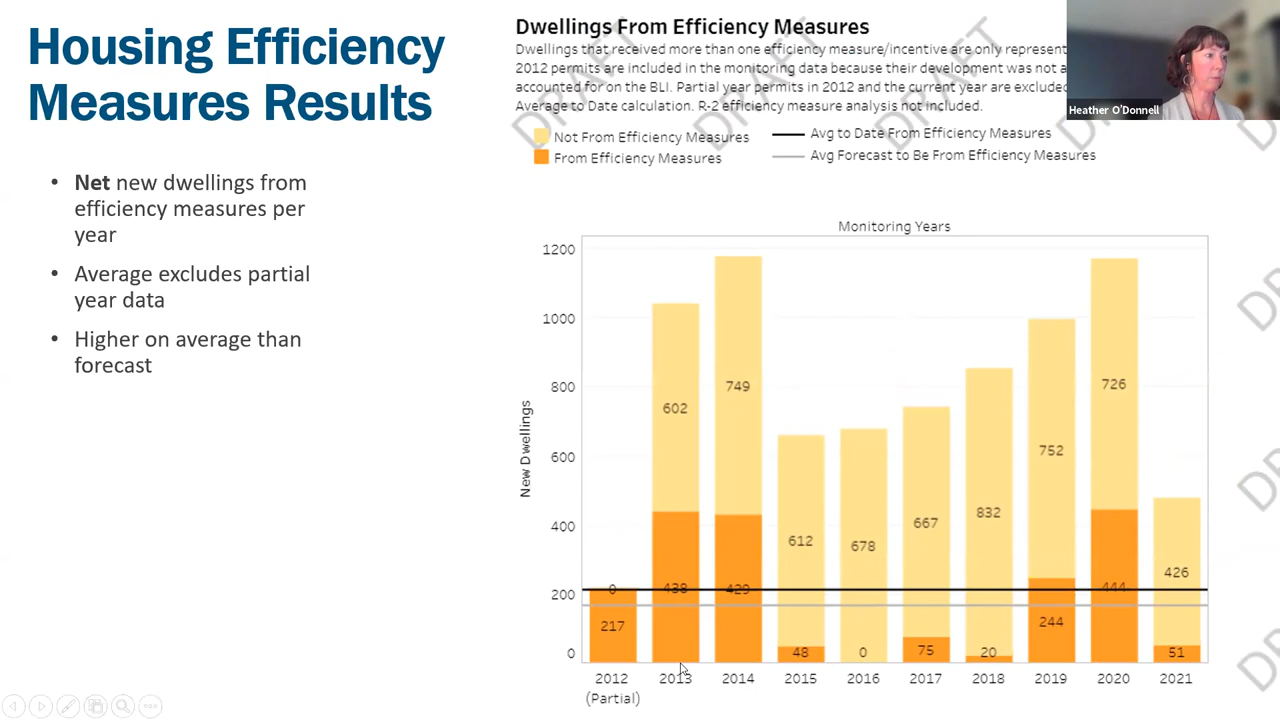 Housing Efficiency
Measures Results
• Net new dwellings from
efficiency measures per
year
• Average excludes partial
year data
• Higher on average than
forecast
Dwellings From Efficiency Measures
Dwellings that received more than one efficiency measure/incentive are only
2012 permits are included in the monitoring data because their development was not
accounted for on the BLI. Partial year permits in 2012 and the current year are
Average to Date calculation. R-2 efficiency measure analysis not included.
Heather O'Donnell
Not From Efficiency Measures
Avg to Date From Efficiency Measures
From Efficiency Measures
Avg Forecast to Be From Efficiency Measures
DRAFT DRAFT DRAFT DRAFT
Monitoring Years
New Dwellings
1200
1000
800
600
400
200
0
0
217
602
438
749
429
612
48
678
0
667
75
832
20
752
244
726
444
426
51
2012 2013 2014 2015 2016 2017 2018 2019 2020 2021
(Partial)